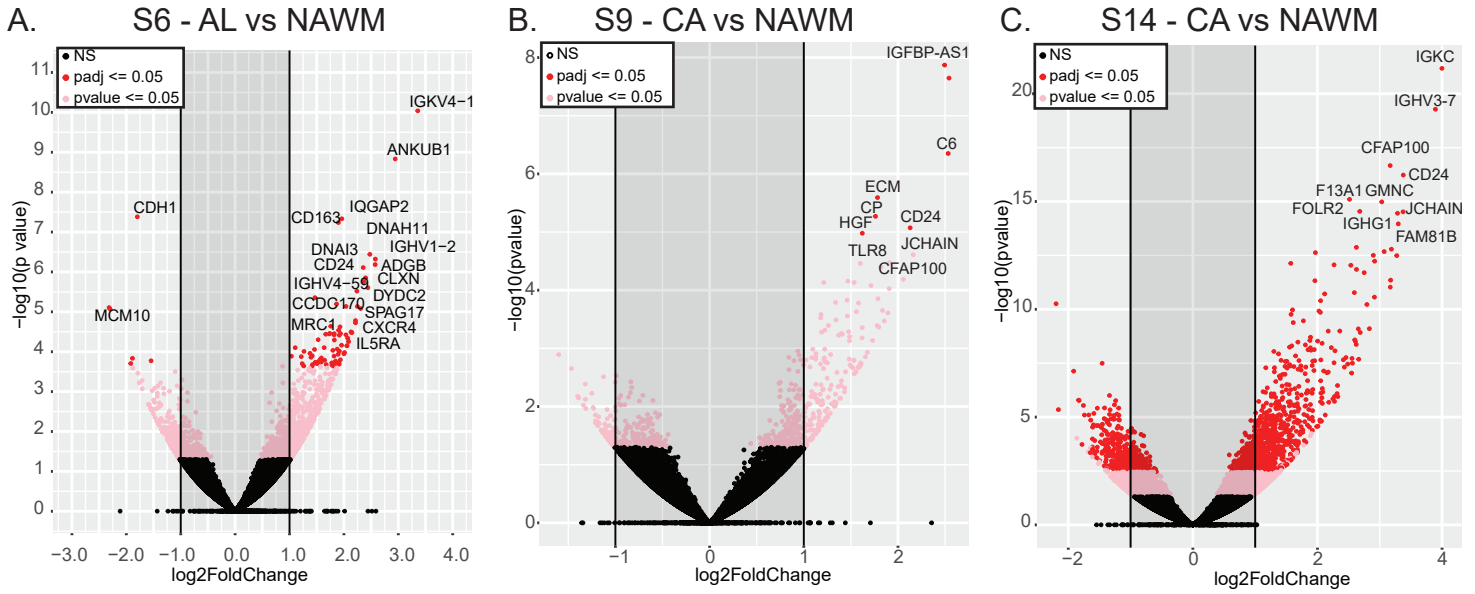 A. S6 - AL vs NAWM
NS
padj <= 0.05
pvalue <= 0.05
IGKV4−1
ANKUB1
CDH1
IQGAP2
CD163
DNAH11
DNAI3
IGHV1−2
CD24
ADGB
IGHV4−59
CLXN
DYDC2
CCDC170
SPAG17
MCM10
MRC1
CXCR4
IL5RA
−log10(p value)
11
10
9
8
7
6
5
4
3
2
1
0
−3.0 −2.0 −1.0 0.0 1.0 2.0 3.0 4.0
log2FoldChange
B. S9 - CA vs NAWM
NS
padj <= 0.05
pvalue <= 0.05
IGFBP-AS1
C6
ECM
CP
HGF
CD24
TLR8
JCHAIN
CFAP100
−log10(pvalue)
8
6
4
2
0
−1 0 1 2
log2FoldChange
C. S14 - CA vs NAWM
NS
padj <= 0.05
pvalue <= 0.05
IGKC
IGHV3-7
CFAP100
CD24
F13A1 GMNC
FOLR2
JCHAIN
IGHG1
FAM81B
−log10(pvalue)
20
15
10
5
0
−2 0 2 4
log2FoldChange